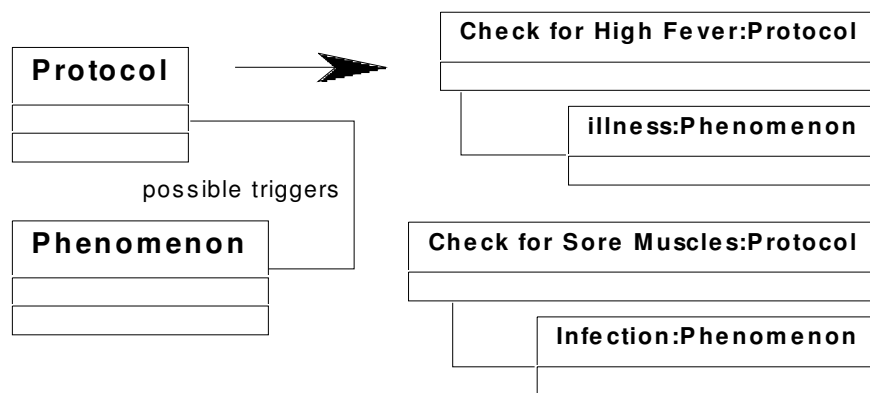 Protocol
possible triggers
Phenomenon
Check for High Fever:Protocol
illness:Phenomenon
Check for Sore Muscles:Protocol
Infection:Phenomenon